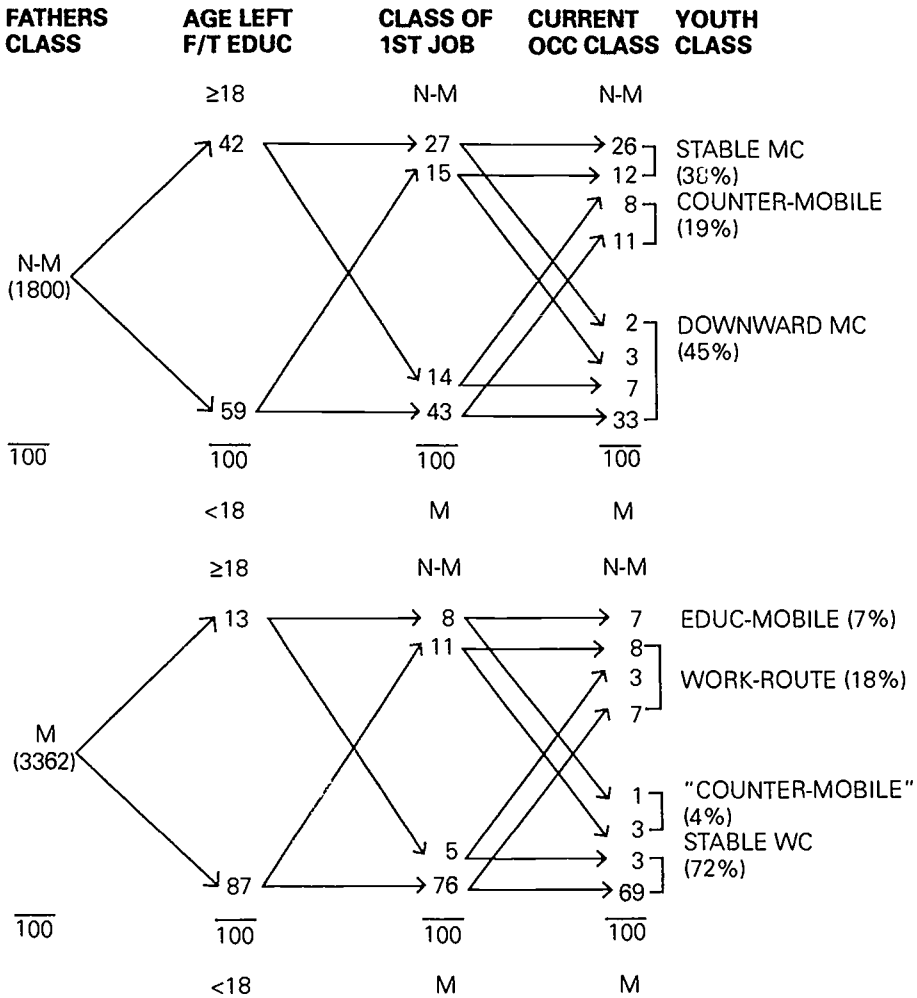 FATHERS CLASS
AGE LEFT F/T EDUC
CLASS OF 1ST JOB
CURRENT OCC CLASS
YOUTH CLASS
≥18 N-M N-M
42 27 26 STABLE MC
15 12 (38%)
8 COUNTER-MOBILE
11 (19%)
N-M
(1800)
2 DOWNWARD MC
3 (45%)
14 7
59 43 33
100 100 100 100
<18 M M
≥18 N-M N-M
13 8 7 EDUC-MOBILE (7%)
11 8
3 WORK-ROUTE (18%)
7
M
(3362)
1 "COUNTER-MOBILE"
3 (4%)
5 3 STABLE WC
87 76 69 (72%)
100 100 100 100
<18 M M